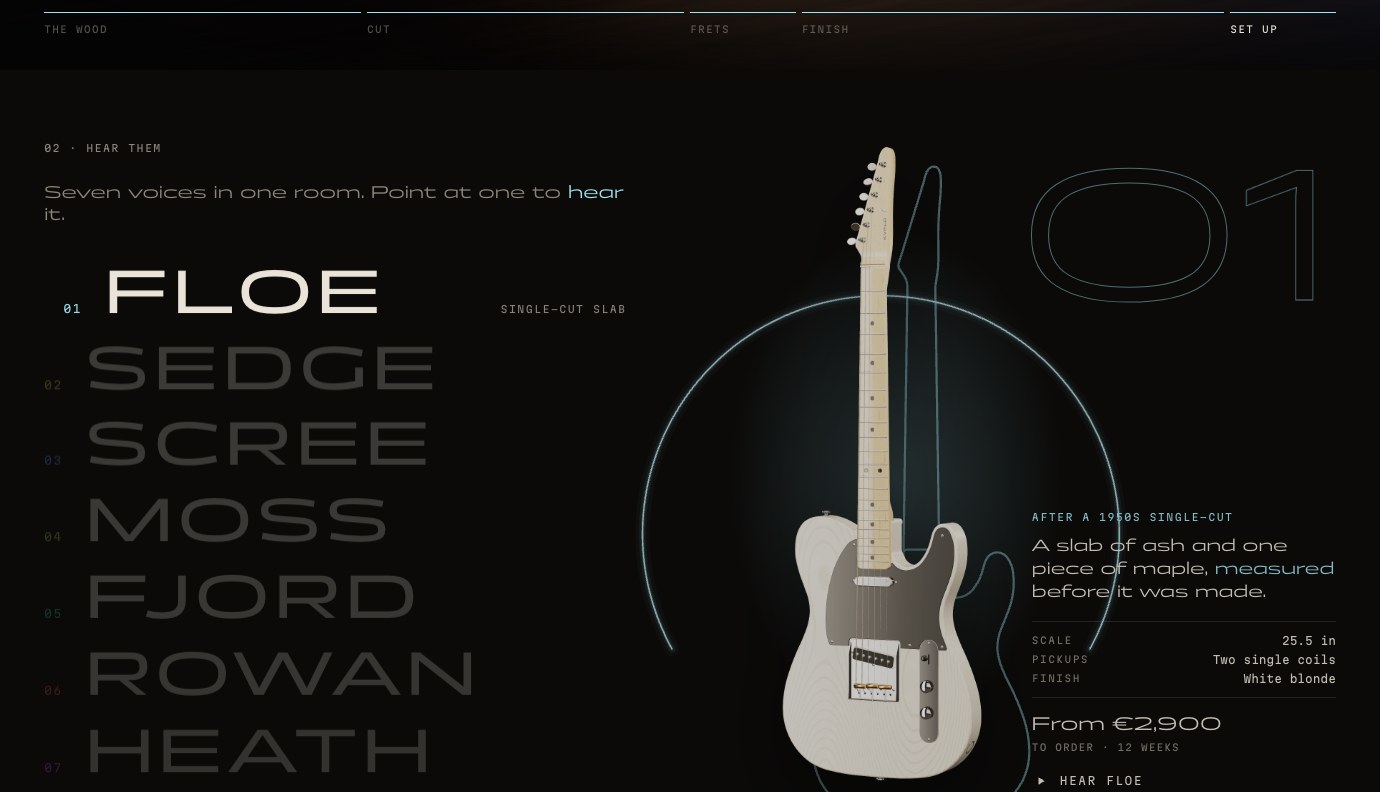 THE WOOD
CUT
FRETS
FINISH
SET UP
02 · HEAR THEM
Seven voices in one room. Point at one to hear
it.
01 FLOE SINGLE-CUT SLAB
02 SEDGE
03 SCREE
04 MOSS
05 FJORD
06 ROWAN
07 HEATH
01
AFTER A 1950S SINGLE-CUT
A slab of ash and one
piece of maple, measured
before it was made.
SCALE 25.5 in
PICKUPS Two single coils
FINISH White blonde
From €2,900
TO ORDER · 12 WEEKS
▶ HEAR FLOE